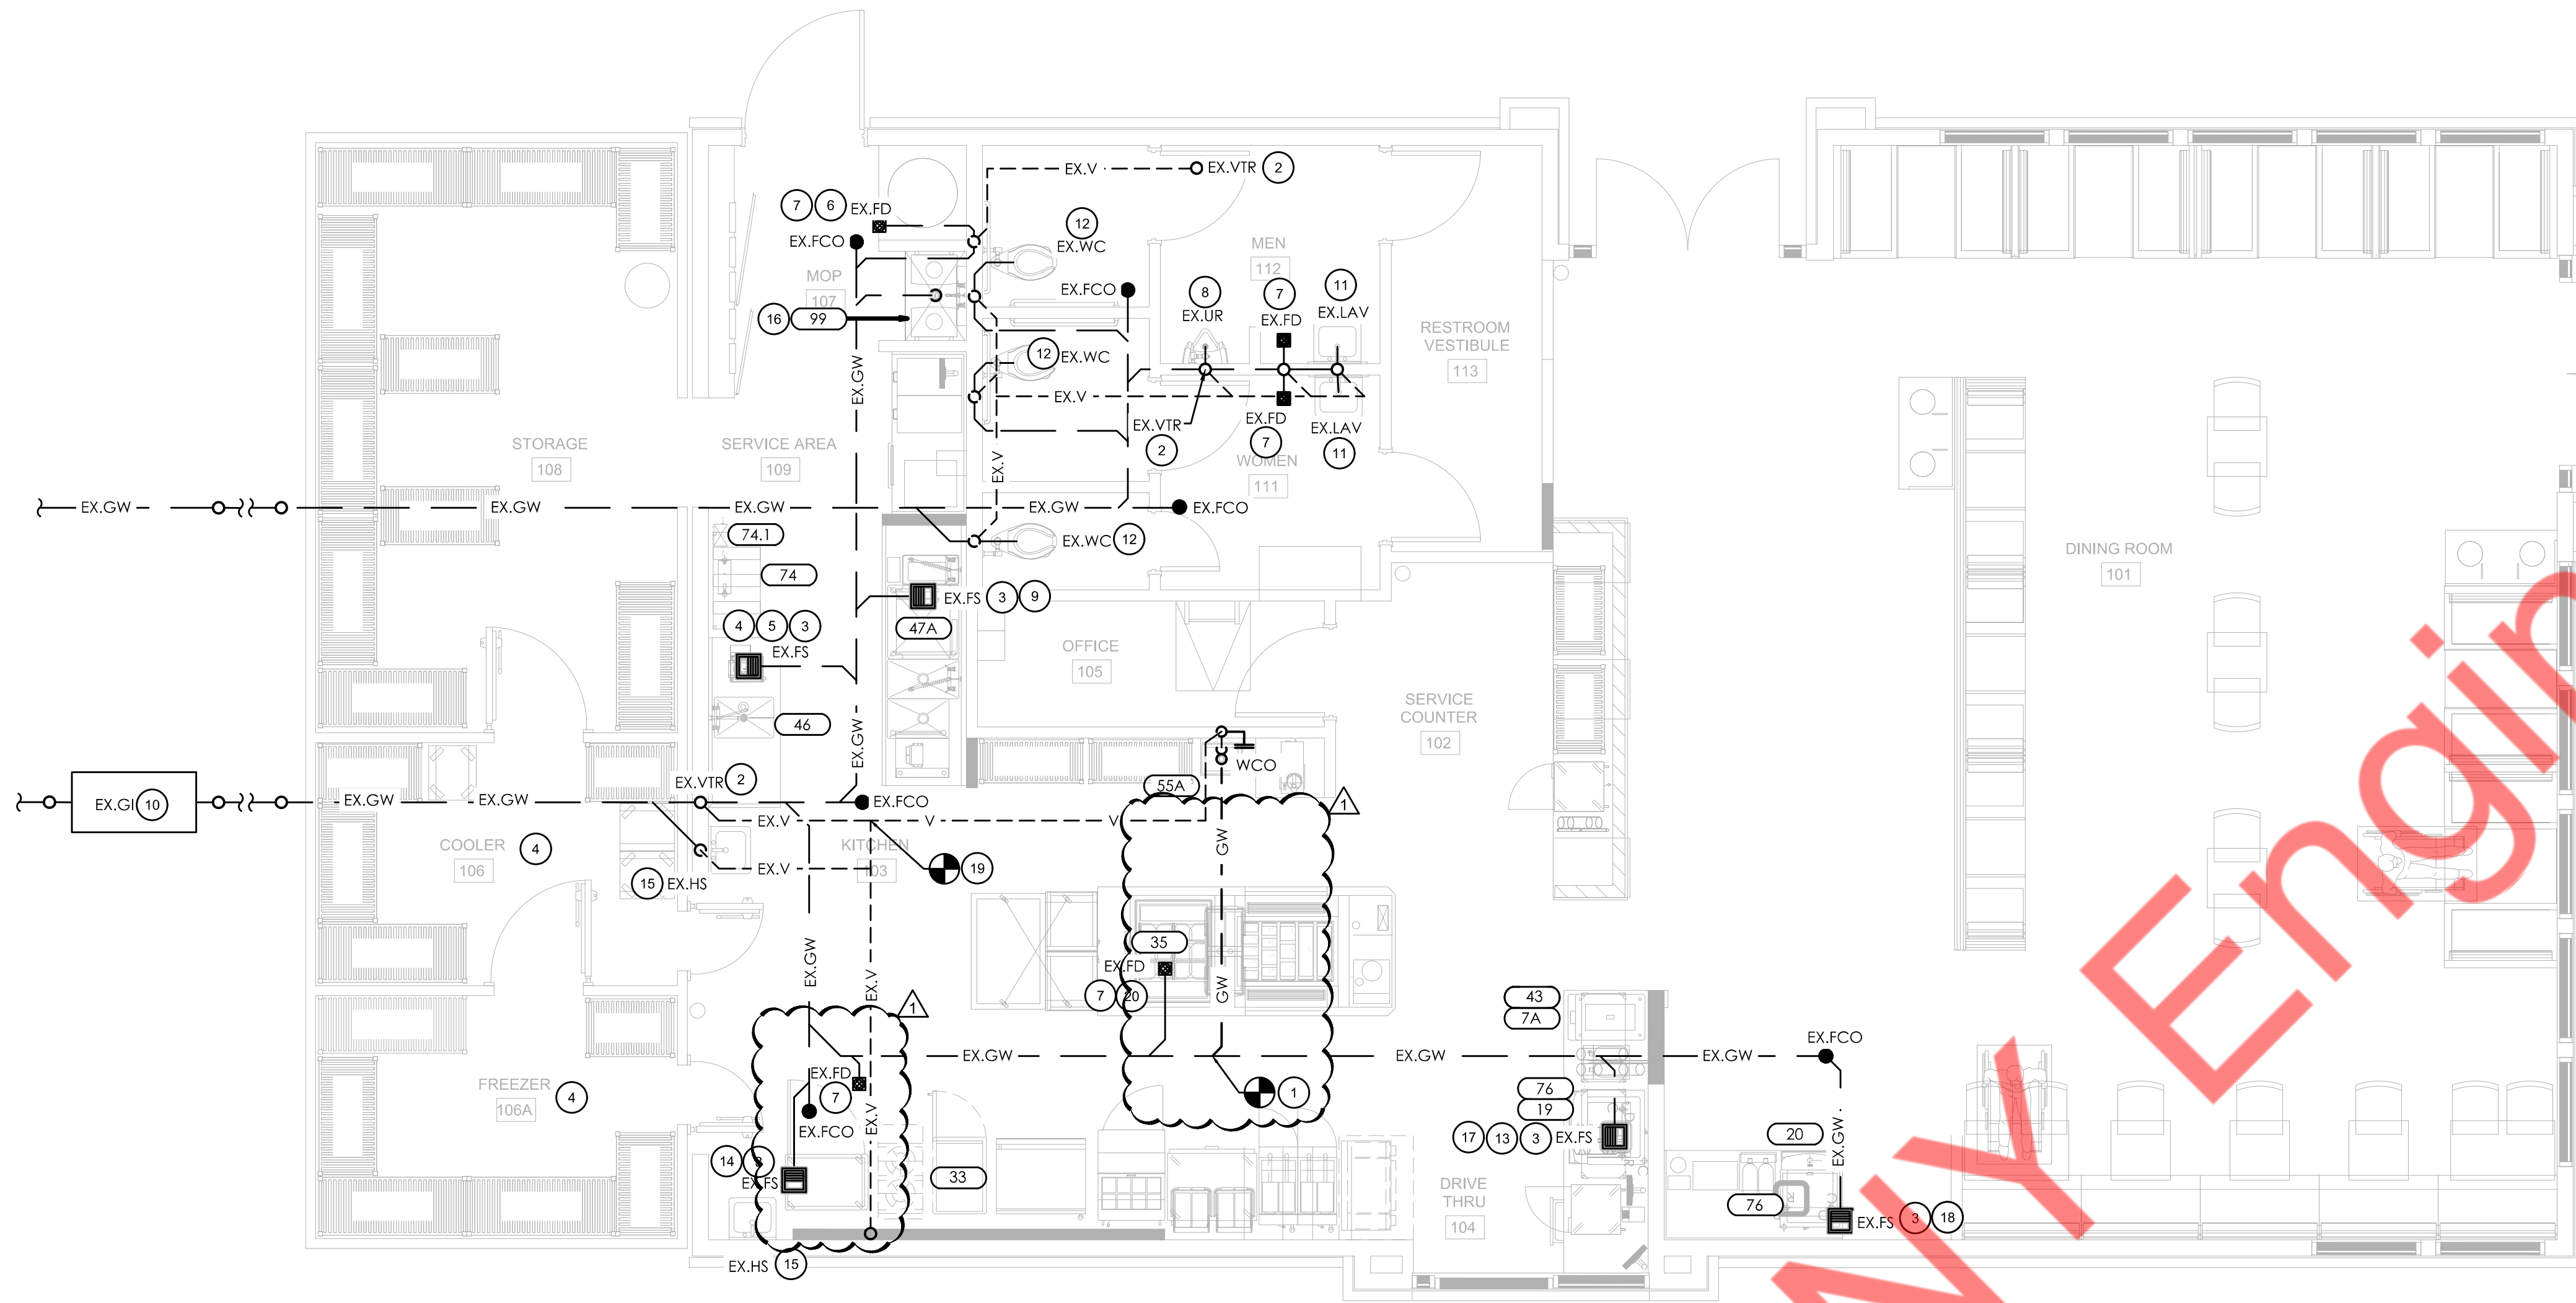 EX.V
EX.VTR 2
7 6 EX.FD
EX.FCO
12
EX.WC
MEN
112
MOP
107
16 99
EX.FCO
8
EX.UR
7
EX.FD
11
EX.LAV
RESTROOM
VESTIBULE
113
12 EX.WC
EX.GW
EX.V
EX.VTR
2
EX.FD
7
EX.LAV
11
WOMEN
111
STORAGE
108
SERVICE AREA
109
EX.V
EX.GW
EX.GW
EX.GW
EX.GW
EX.FCO
74.1
EX.WC 12
DINING ROOM
101
74
EX.FS 3 9
47A
4 5 3
EX.FS
OFFICE
105
46
SERVICE
COUNTER
102
EX.GW
WCO
EX.VTR 2
55A
EX.GI 10
EX.GW
EX.GW
EX.FCO
1
EX.V
V
V
GW
COOLER
106
4
KITCHEN
103
EX.V
19
15 EX.HS
35
EX.GW
EX.FD
7 20
EX.V
GW
43
7A
1
EX.GW
EX.GW
EX.GW
EX.FCO
FREEZER
106A
4
EX.FD
7
1
76
19
EX.V
EX.FCO
17 13 3 EX.FS
20
EX.GW
14 3
EX.FS
33
DRIVE
THRU
104
76
EX.FS 3 18
EX.HS 15
NY Engin